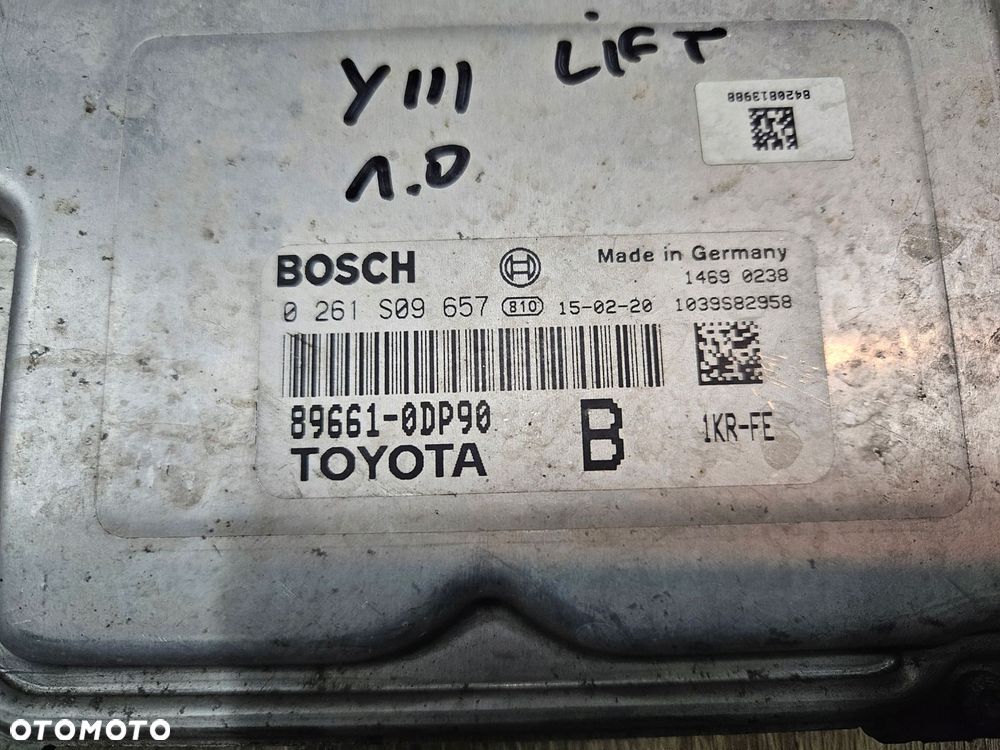 YIII LIFT
1.0
8420813988
BOSCH
Made in Germany
1469 0238
0 261 S09 657 810 15-02-20 1039S82958
89661-0DP90
B
1KR-FE
TOYOTA
OTOMOTO